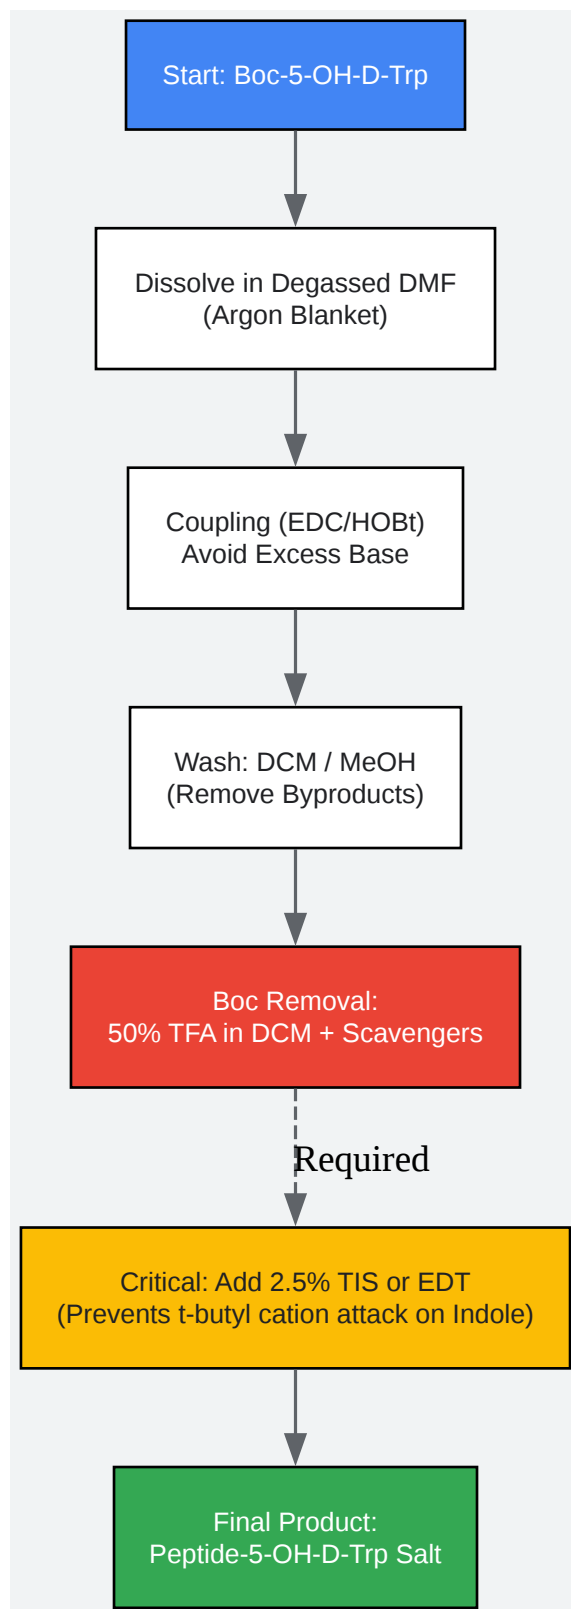 Start: Boc-5-OH-D-Trp
Dissolve in Degassed DMF
(Argon Blanket)
Coupling (EDC/HOBt)
Avoid Excess Base
Wash: DCM / MeOH
(Remove Byproducts)
Boc Removal:
50% TFA in DCM + Scavengers
Required
Critical: Add 2.5% TIS or EDT
(Prevents t-butyl cation attack on Indole)
Final Product:
Peptide-5-OH-D-Trp Salt